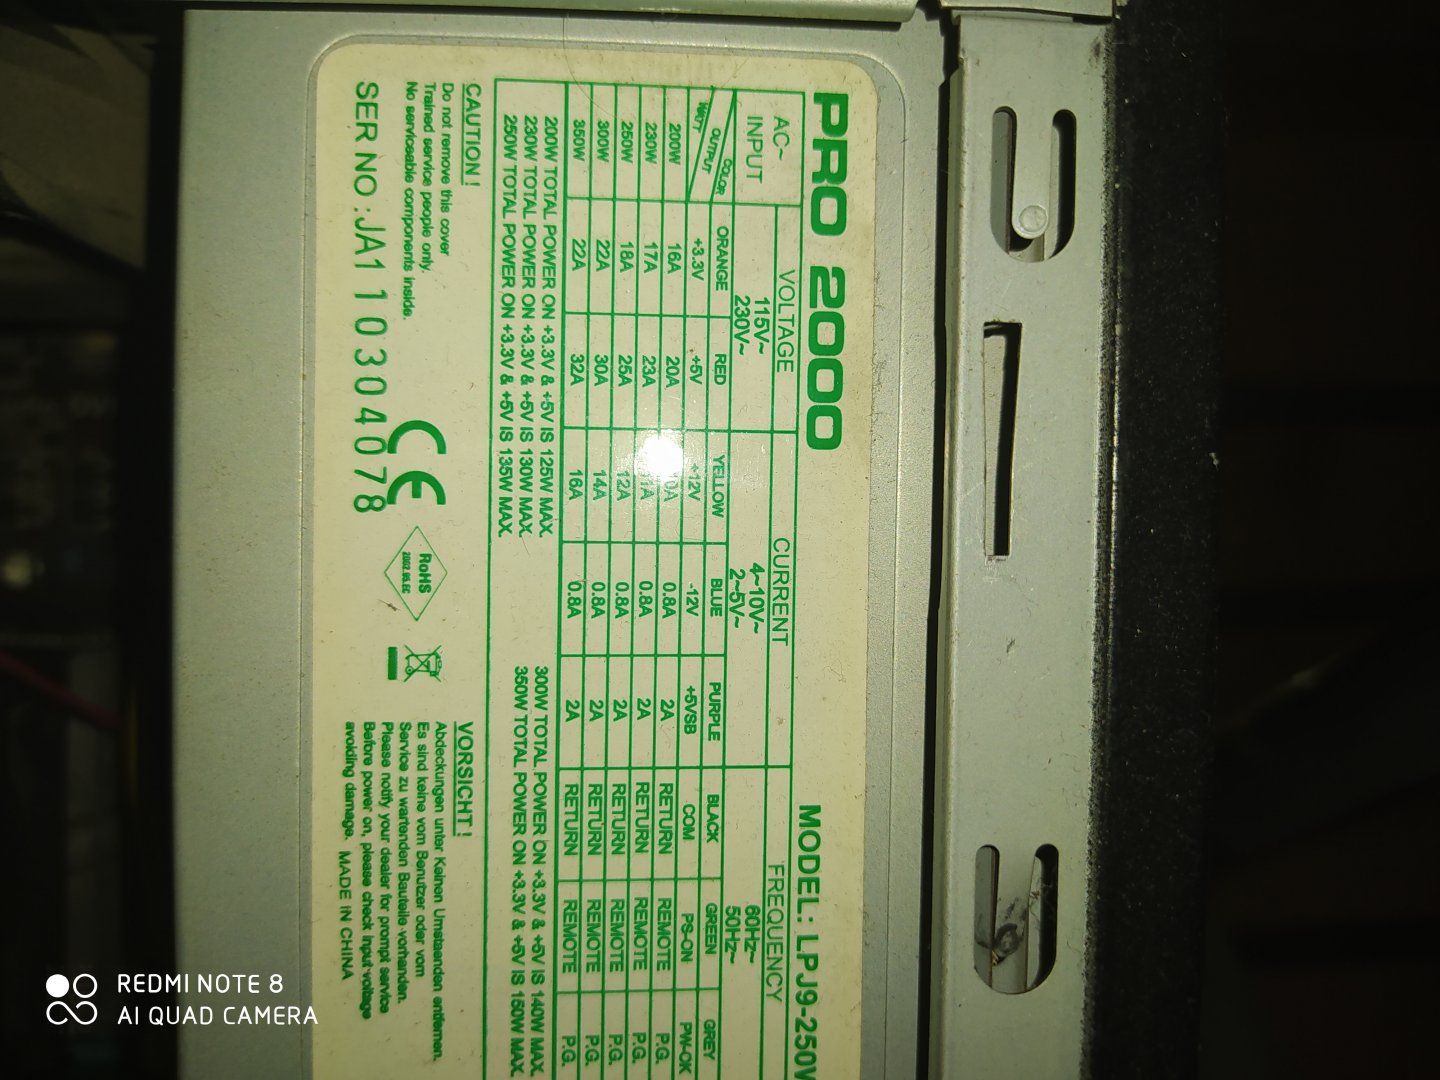 PRO 2000
MODEL: LPJ9-250W
AC~ INPUT VOLTAGE CURRENT FREQUENCY
115V~ 4~10V~ 60Hz~
230V~ 2~5V~ 50Hz~
COLOR ORANGE RED YELLOW BLUE PURPLE BLACK GREEN GREY
WATT OUTPUT +3.3V +5V +12V -12V +5VSB COM PS-ON PW-OK
200W 16A 20A 0.8A 2A RETURN REMOTE P.G.
230W 17A 23A 0.8A 2A RETURN REMOTE P.G.
250W 18A 25A 12A 0.8A 2A RETURN REMOTE P.G.
300W 22A 30A 14A 0.8A 2A RETURN REMOTE P.G.
350W 22A 32A 16A 0.8A 2A RETURN REMOTE P.G.
200W TOTAL POWER ON +3.3V & +5V IS 125W MAX.
230W TOTAL POWER ON +3.3V & +5V IS 130W MAX.
250W TOTAL POWER ON +3.3V & +5V IS 135W MAX.
300W TOTAL POWER ON +3.3V & +5V IS 140W MAX.
350W TOTAL POWER ON +3.3V & +5V IS 150W MAX.
CAUTION!
Do not remove this cover
Trained service people only.
No serviceable components inside.
SER NO.:JA110304078
CE
RoHS
2002.95.EC
VORSICHT!
Abdeckungen unter Keinen Umstaenden entfernen.
Es sind keine vom Benutzer oder vom
Service zu wartenden Bauteile vorhanden.
Please notify your dealer for prompt service
Before power on, please check input voltage
avoiding damage. MADE IN CHINA
REDMI NOTE 8
AI QUAD CAMERA